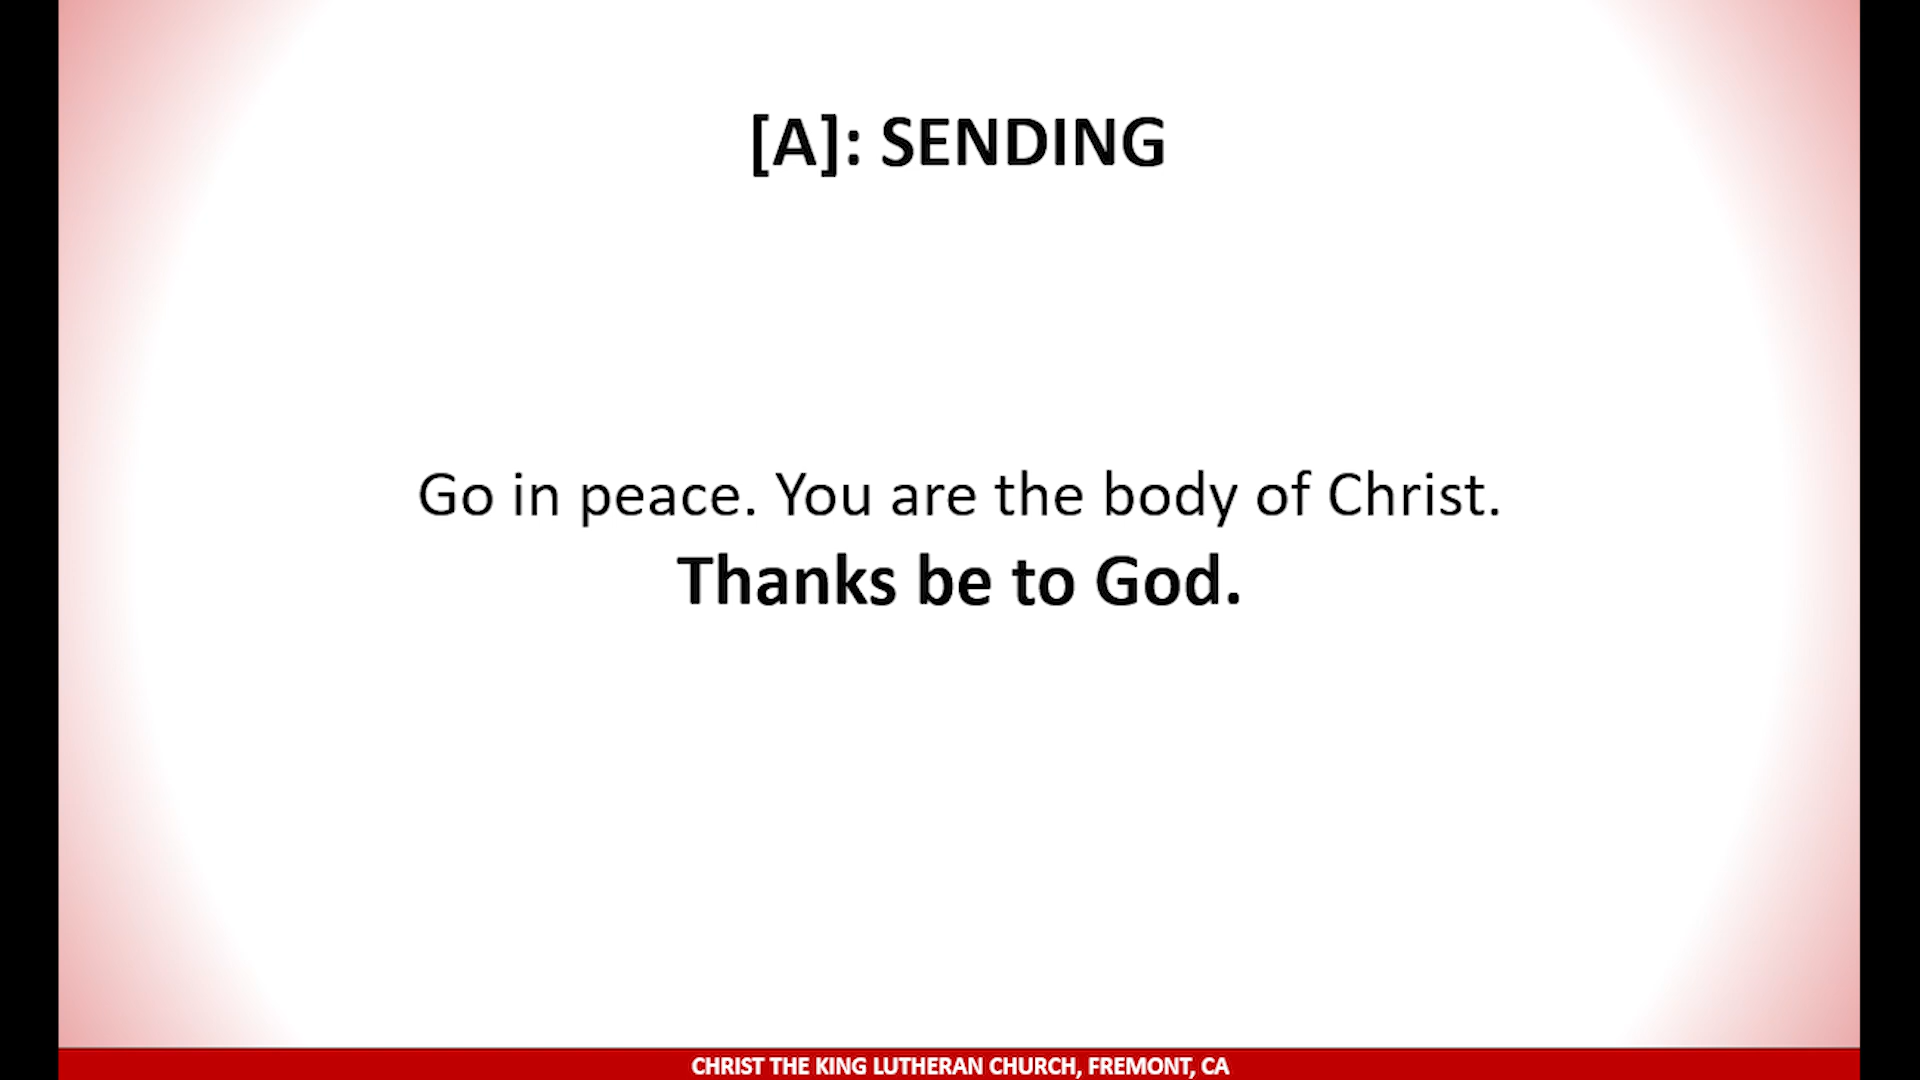 [A]: SENDING
Go in peace. You are the body of Christ.
Thanks be to God.
CHRIST THE KING LUTHERAN CHURCH, FREMONT, CA